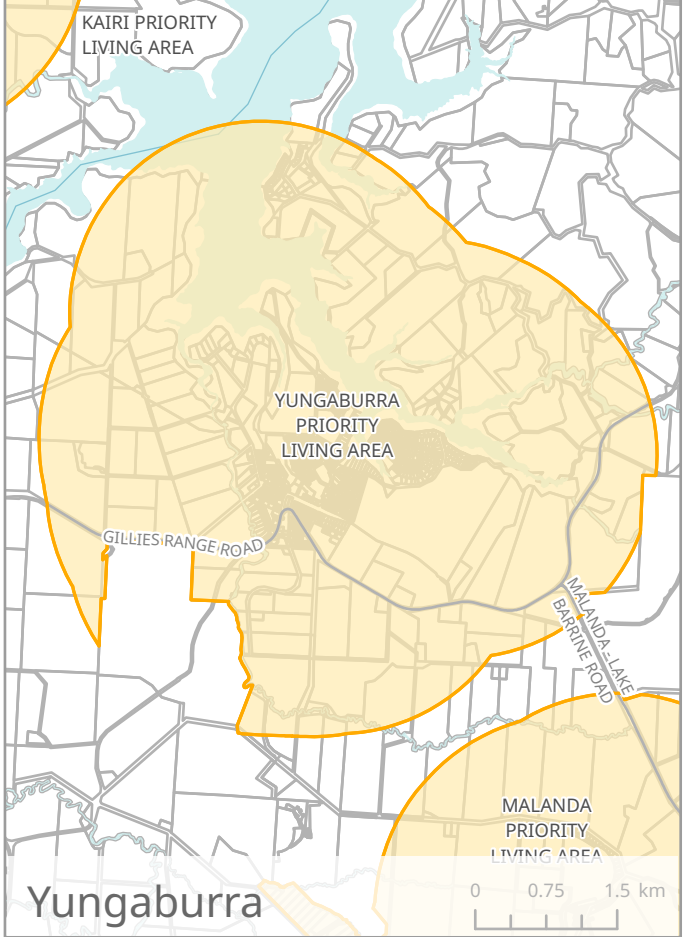 KAIRI PRIORITY
LIVING AREA
YUNGABURRA
PRIORITY
LIVING AREA
GILLIES RANGE ROAD
MALANDA - LAKE
BARRINE ROAD
MALANDA
PRIORITY
LIVING AREA
Yungaburra
0 0.75 1.5 km